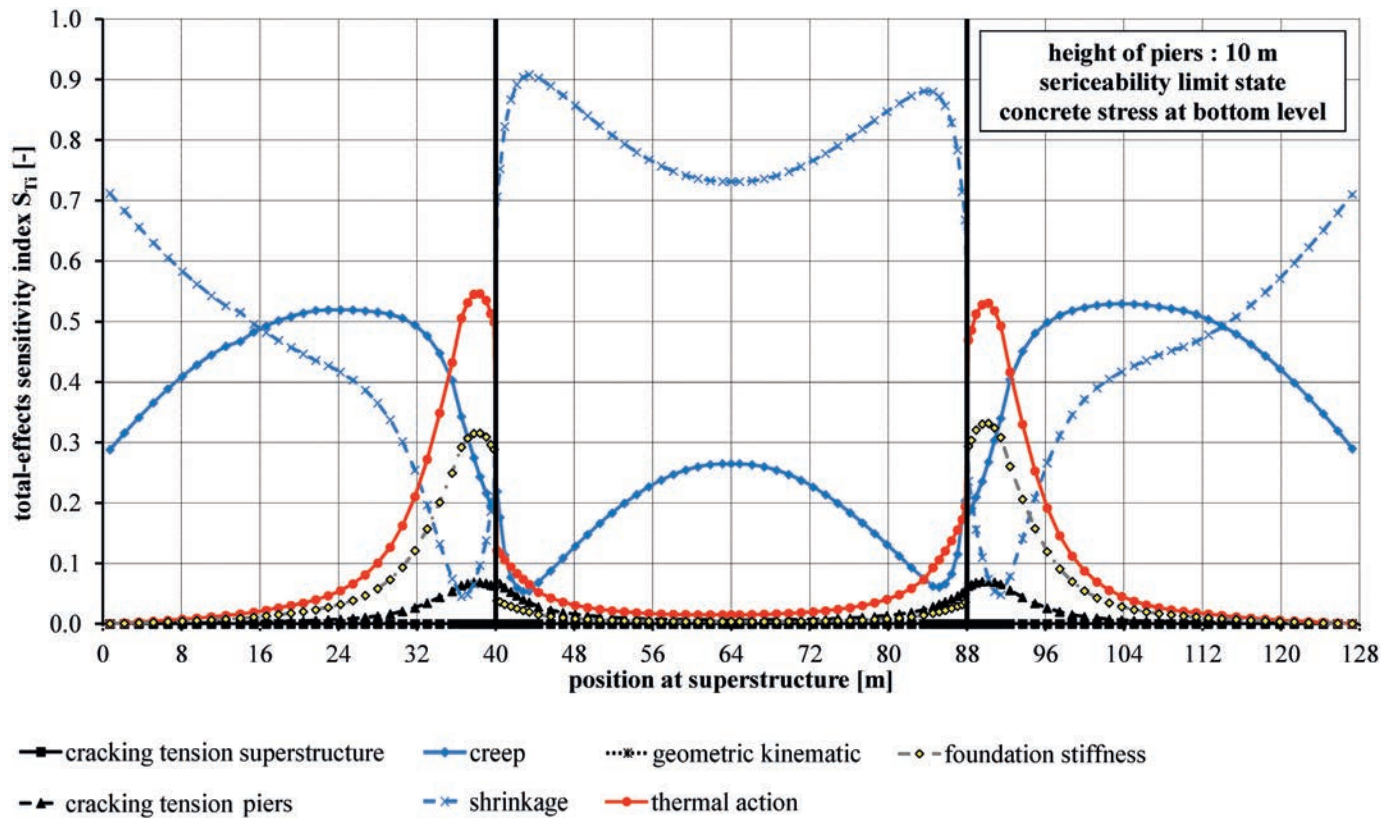 height of piers : 10 m
sericeability limit state
concrete stress at bottom level
total-effects sensitivity index S_Ti [-]
1.0
0.9
0.8
0.7
0.6
0.5
0.4
0.3
0.2
0.1
0.0
0 8 16 24 32 40 48 56 64 72 80 88 96 104 112 120 128
position at superstructure [m]
cracking tension superstructure creep geometric kinematic foundation stiffness
cracking tension piers shrinkage thermal action